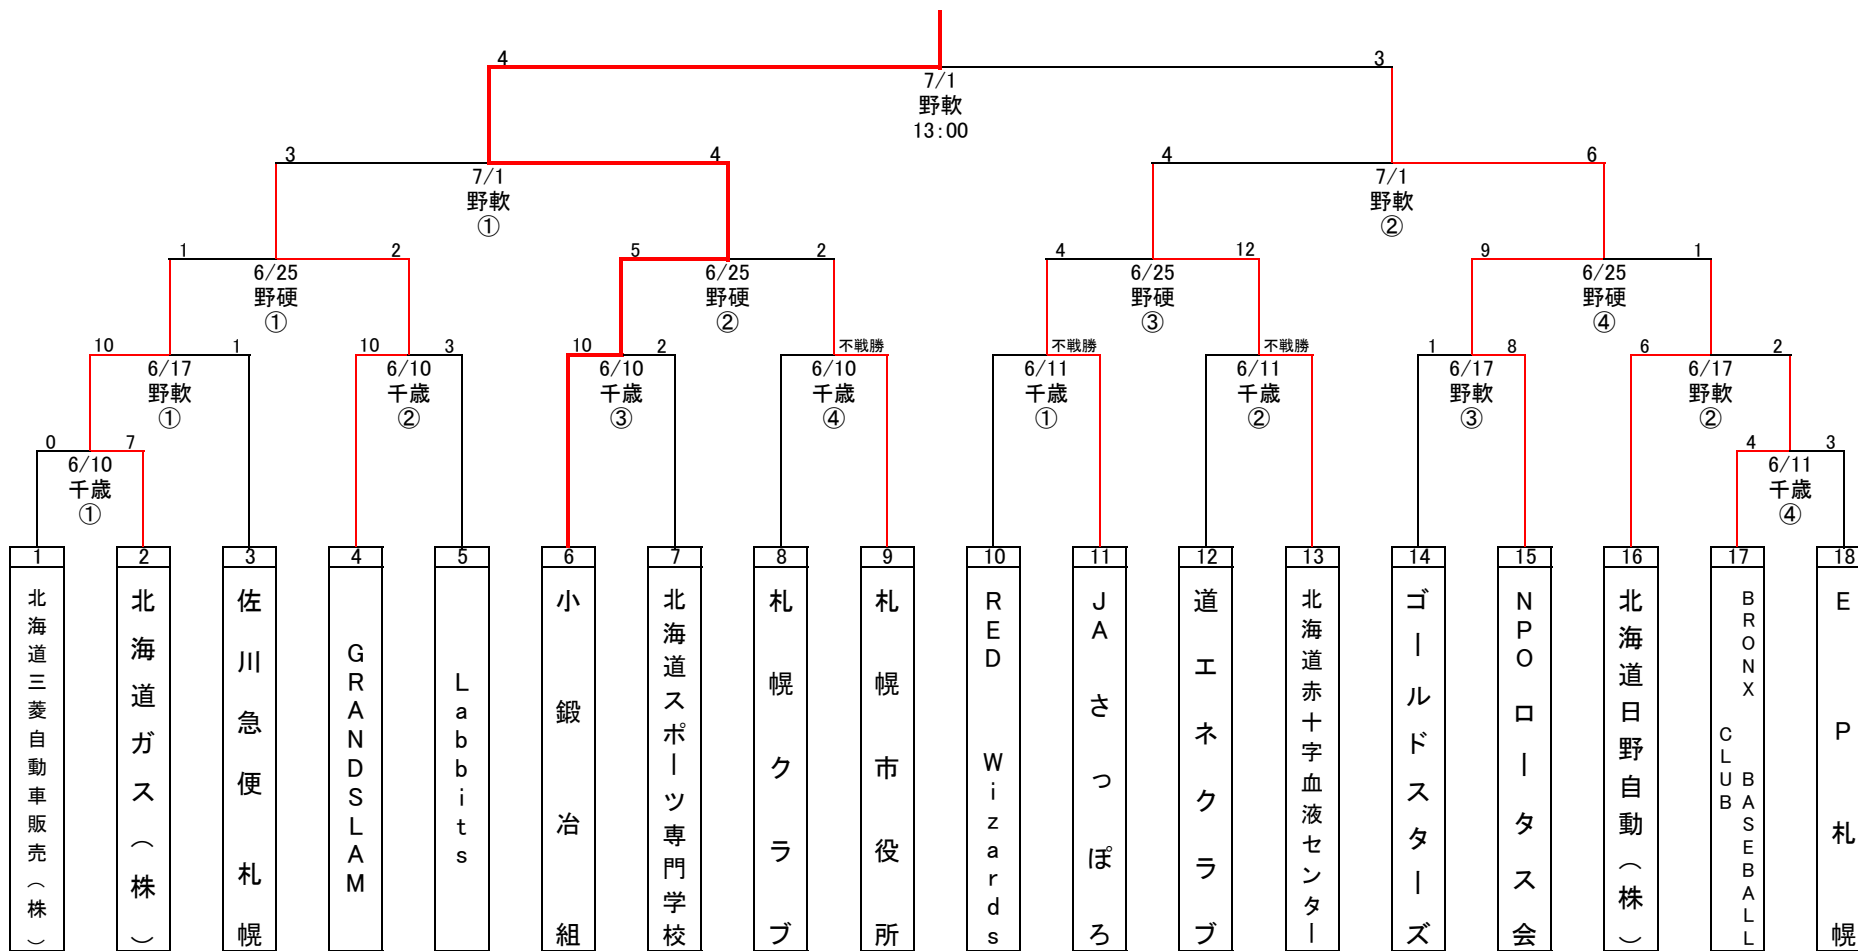 4 3
7/1
野軟
13:00
3 4 4 6
7/1 7/1
野軟 野軟
① ②
1 2 5 2 4 12 9 1
6/25 6/25 6/25 6/25
野硬 野硬 野硬 野硬
① ② ③ ④
10 1 10 3 10 2 不戦勝 不戦勝 不戦勝 1 8 6 2
6/17 6/10 6/10 6/10 6/11 6/11 6/17 6/17
野軟 千歳 千歳 千歳 千歳 千歳 野軟 野軟
① ② ③ ④ ① ② ③ ②
0 7 4 3
6/10 6/11
千歳 千歳
① ④
1 2 3 4 5 6 7 8 9 10 11 12 13 14 15 16 17 18
北海道三菱自動車販売(株)
北海道ガス(株)
佐川急便 札幌
GRANDSLAM
Labbits
小鍛冶組
北海道スポーツ専門学校
札幌クラブ
札幌市役所
RED Wizards
JAさっぽろ
道エネクラブ
北海道赤十字血液センター
ゴールドスターズ
NPOロータス会
北海道日野自動(株)
BRONX BASEBALL
CLUB
EP札幌